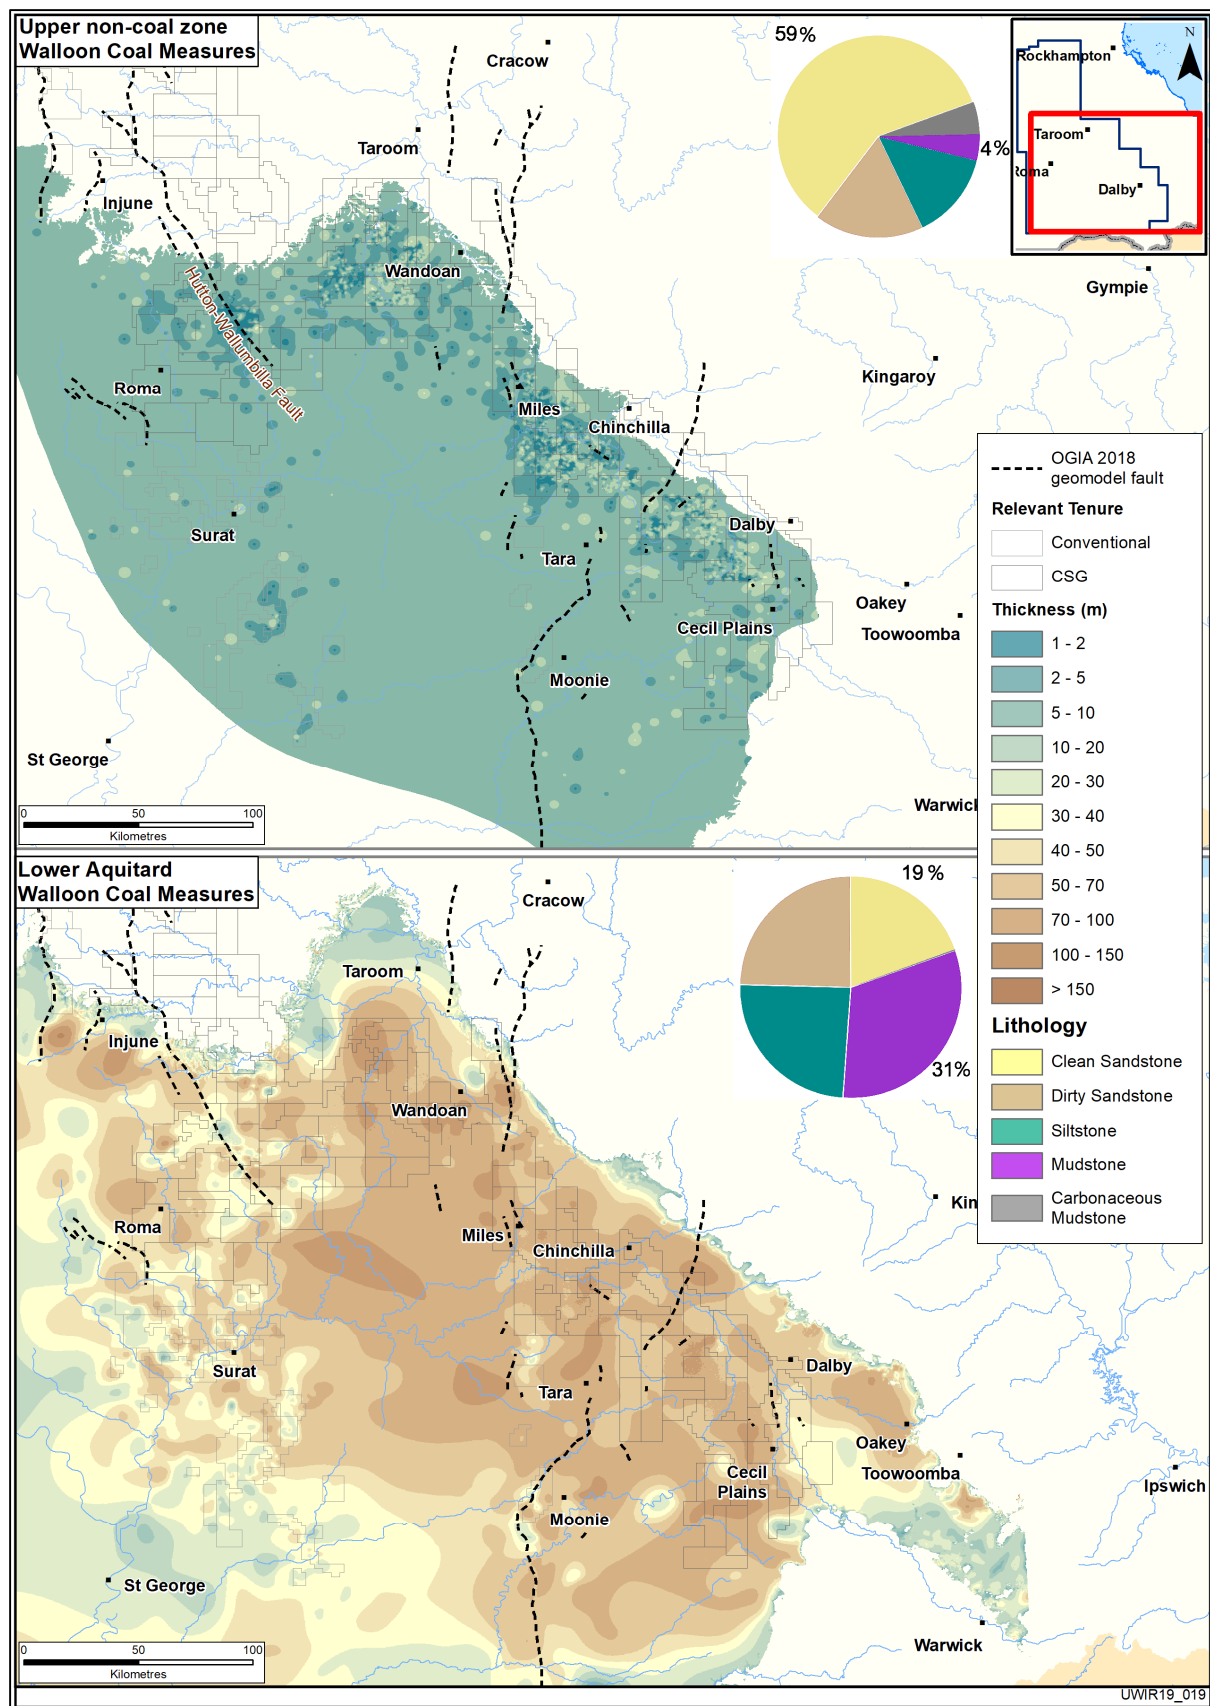 Upper non-coal zone
Walloon Coal Measures
59%
4%
N
Rockhampton
Taroom
Roma
Dalby
Cracow
Taroom
Injune
Wandoan
Hutton-Wallumbilla Fault
Gympie
Kingaroy
Roma
Miles
Chinchilla
Surat
Tara
Dalby
Oakey
Toowoomba
Cecil Plains
Moonie
St George
Warwick
0 50 100
Kilometres
OGIA 2018
geomodel fault
Relevant Tenure
Conventional
CSG
Thickness (m)
1 - 2
2 - 5
5 - 10
10 - 20
20 - 30
30 - 40
40 - 50
50 - 70
70 - 100
100 - 150
> 150
Lithology
Clean Sandstone
Dirty Sandstone
Siltstone
Mudstone
Carbonaceous
Mudstone
Lower Aquitard
Walloon Coal Measures
19%
31%
Cracow
Taroom
Injune
Wandoan
Kin
Roma
Miles
Chinchilla
Surat
Tara
Dalby
Oakey
Toowoomba
Cecil
Plains
Ipswich
Moonie
St George
Warwick
0 50 100
Kilometres
UWIR19_019